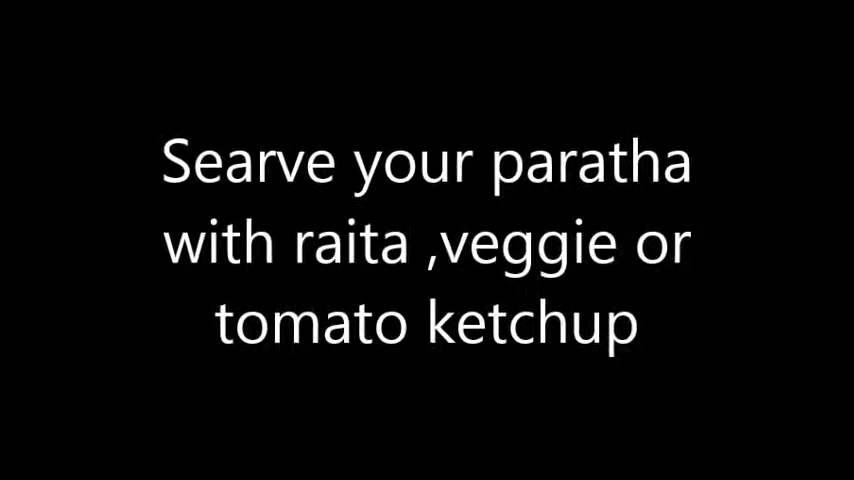 Searve your paratha
with raita ,veggie or
tomato ketchup